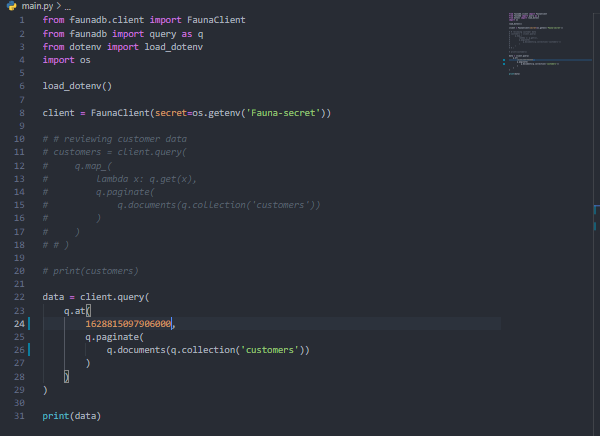 main.py > ...
1 from faunadb.client import FaunaClient
2 from faunadb import query as q
3 from dotenv import load_dotenv
4 import os
5
6 load_dotenv()
7
8 client = FaunaClient(secret=os.getenv('Fauna-secret'))
9
10 # # reviewing customer data
11 # customers = client.query(
12 #     q.map_(
13 #         lambda x: q.get(x),
14 #         q.paginate(
15 #             q.documents(q.collection('customers'))
16 #         )
17 #     )
18 # # )
19
20 # print(customers)
21
22 data = client.query(
23     q.at(
24         1628815097906000,
25         q.paginate(
26             q.documents(q.collection('customers'))
27         )
28     )
29 )
30
31 print(data)